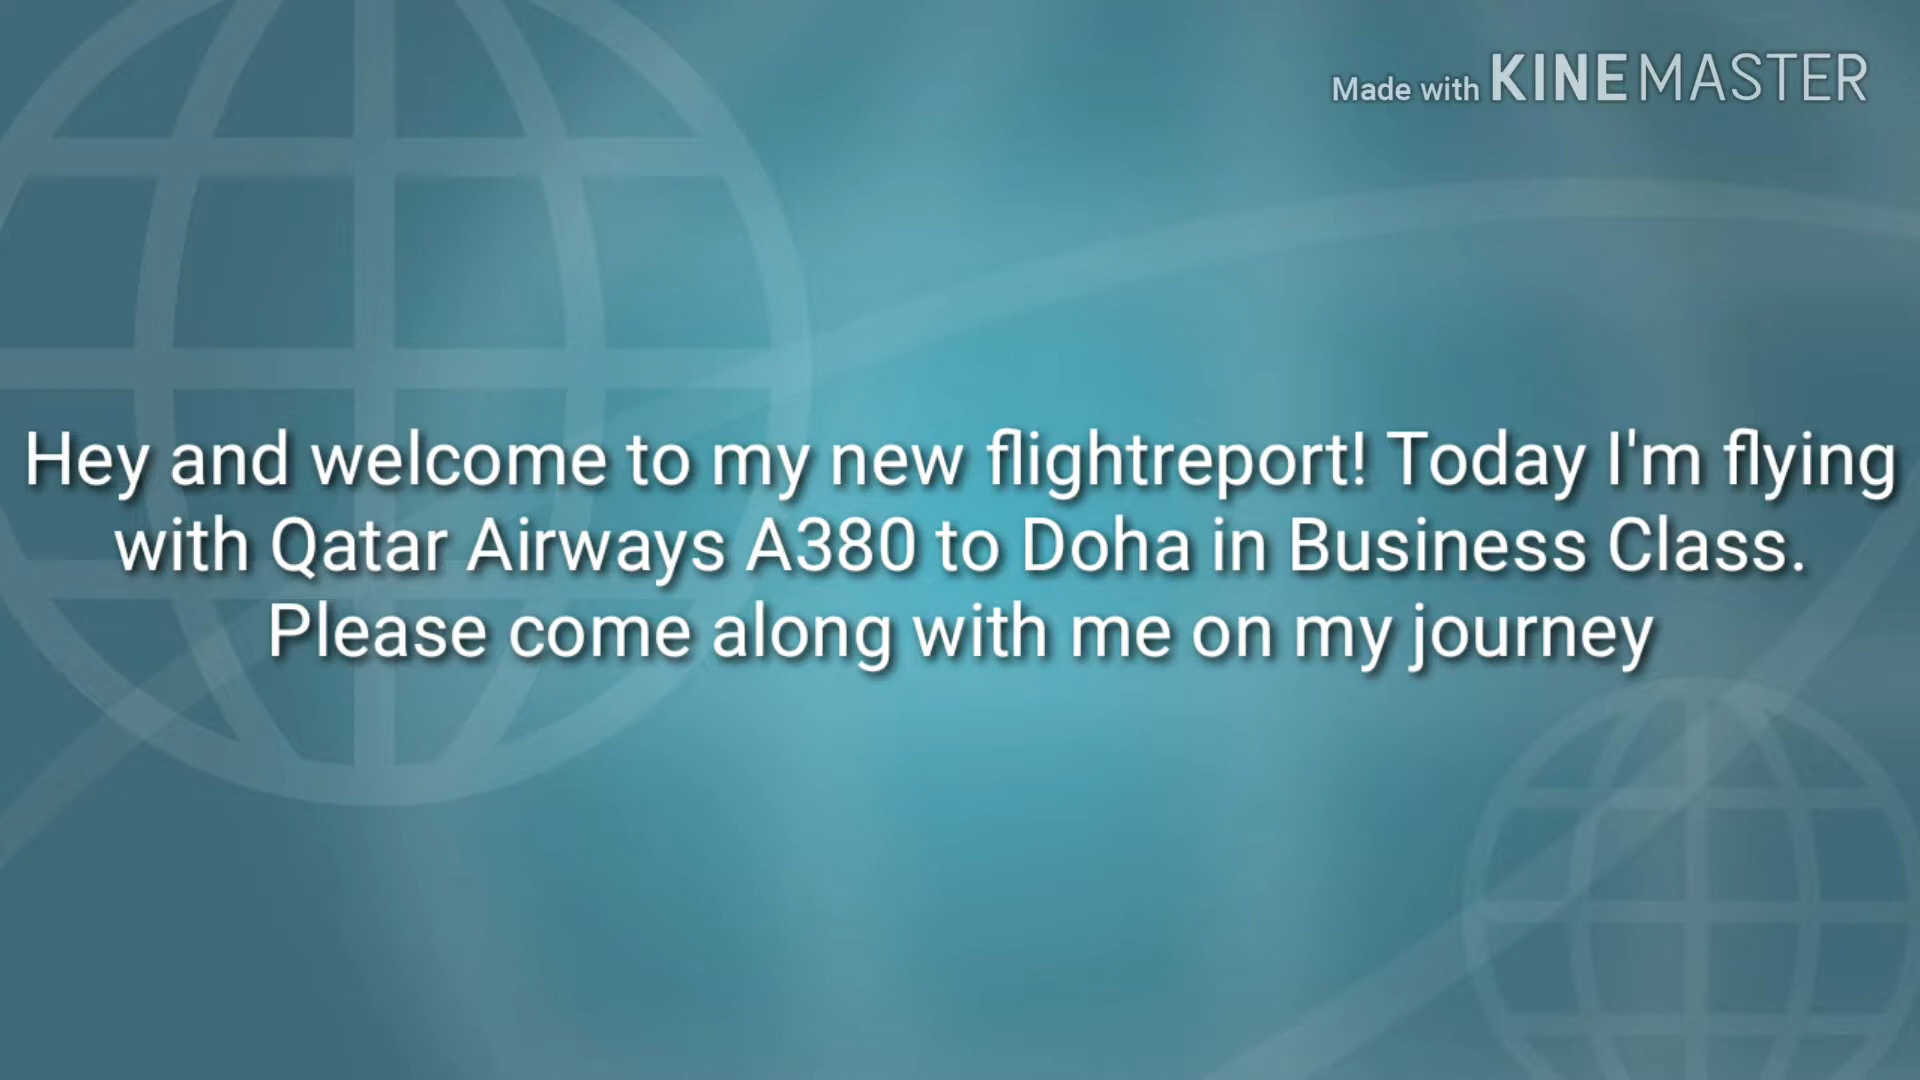 Made with KINEMASTER
Hey and welcome to my new flightreport! Today I'm flying
with Qatar Airways A380 to Doha in Business Class.
Please come along with me on my journey